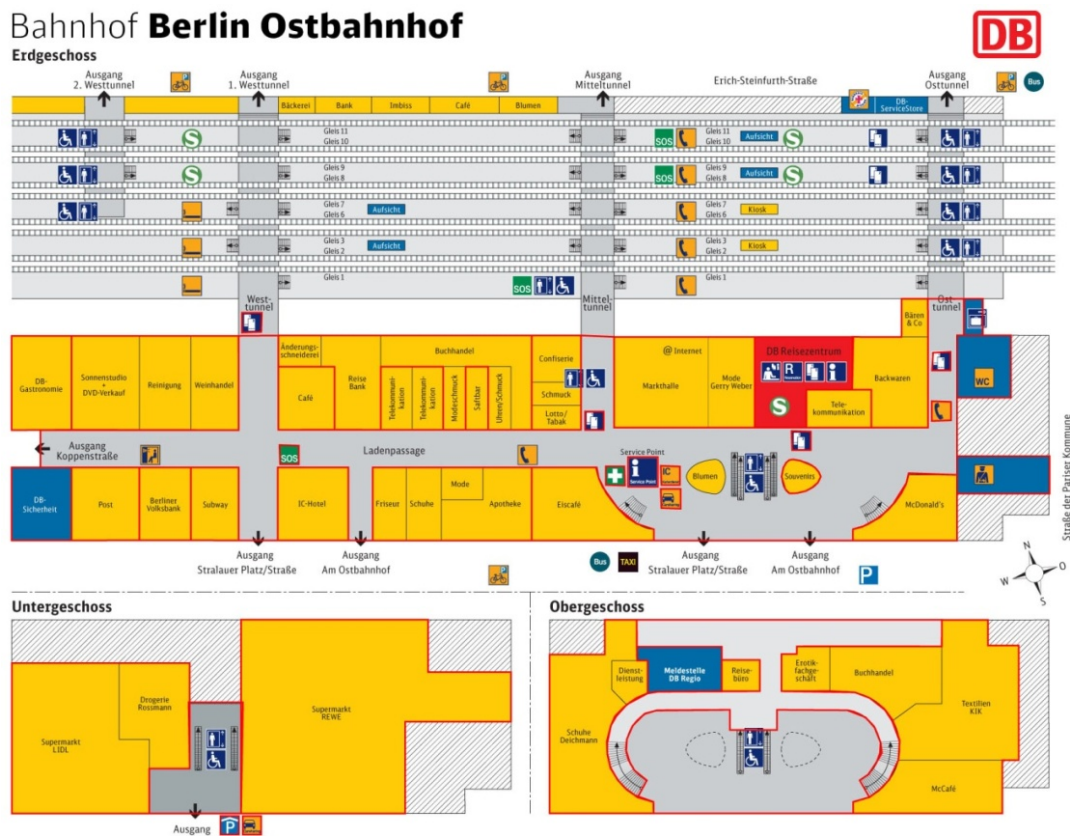 Bahnhof Berlin Ostbahnhof
DB
Erdgeschoss
Ausgang
2. Westtunnel
Ausgang
1. Westtunnel
Ausgang
Mitteltunnel
Erich-Steinfurth-Straße
Ausgang
Osttunnel
Bus
Bäckerei
Bank
Imbiss
Café
Blumen
DB-
ServiceStore
Gleis 11
Gleis 10
SOS
Gleis 11
Gleis 10
Aufsicht
S
S
Gleis 9
Gleis 8
SOS
Gleis 9
Gleis 8
Aufsicht
S
S
Gleis 7
Gleis 6
Aufsicht
Gleis 7
Gleis 6
Kiosk
Gleis 3
Gleis 2
Aufsicht
Gleis 3
Gleis 2
Kiosk
Gleis 1
SOS
Gleis 1
West-
tunnel
Mittel-
tunnel
Ost-
tunnel
Bären
& Co
DB-
Gastronomie
Sonnenstudio
+
DVD-Verkauf
Reinigung
Weinhandel
Änderungs-
schneiderei
Café
Reise
Bank
Buchhandel
Telekommuni-
kation
Telekommuni-
kation
Modeschmuck
Saftbar
Uhren/Schmuck
Confiserie
Schmuck
Lotto/
Tabak
@ Internet
Markthalle
Mode
Gerry Weber
DB Reisezentrum
R
i
S
Tele-
kommunikation
Backwaren
WC
Ausgang
Koppenstraße
SOS
Ladenpassage
Service Point
i
Service Point
IC
Blumen
Souvenirs
DB-
Sicherheit
Post
Berliner
Volksbank
Subway
IC-Hotel
Friseur
Schuhe
Mode
Apotheke
Eiscafé
McDonald's
Straße der Pariser Kommune
Ausgang
Stralauer Platz/Straße
Ausgang
Am Ostbahnhof
Bus
TAXI
Ausgang
Stralauer Platz/Straße
Ausgang
Am Ostbahnhof
P
N
O
S
W
Untergeschoss
Supermarkt
LIDL
Drogerie
Rossmann
Supermarkt
REWE
Ausgang
P
Obergeschoss
Schuhe
Deichmann
Dienst-
leistung
Meldestelle
DB Regio
Reise-
büro
Erotik-
fachge-
schäft
Buchhandel
Textilien
KIK
McCafé